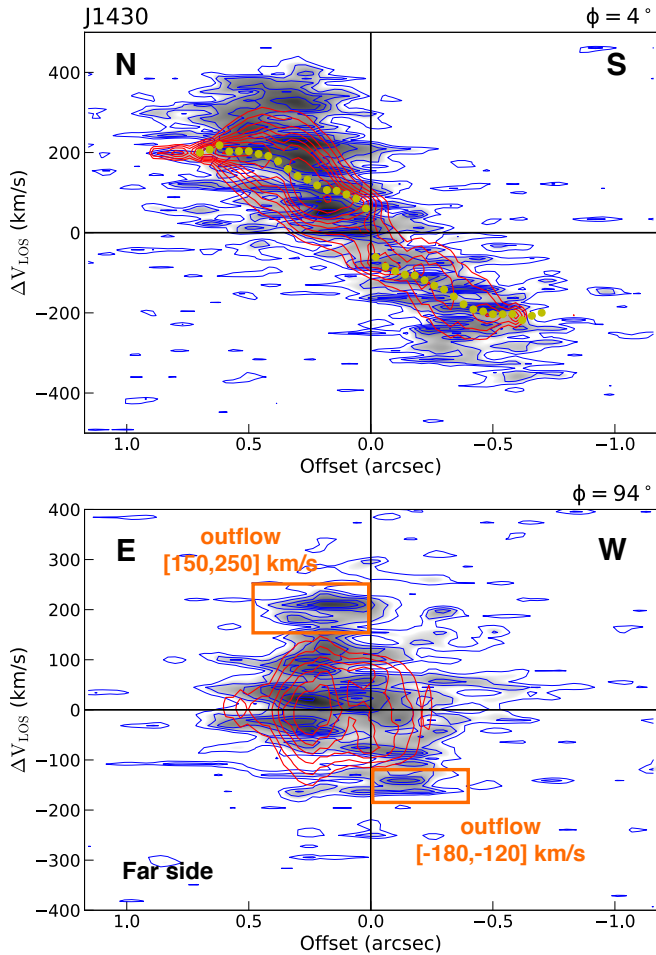 J1430 ϕ = 4°
N S
400
200
0
−200
−400
ΔV_LOS (km/s)
1.0 0.5 0.0 −0.5 −1.0
Offset (arcsec)
ϕ = 94°
E W
outflow
[150,250] km/s
400
300
200
100
0
−100
−200
−300
−400
ΔV_LOS (km/s)
outflow
[-180,-120] km/s
Far side
1.0 0.5 0.0 −0.5 −1.0
Offset (arcsec)